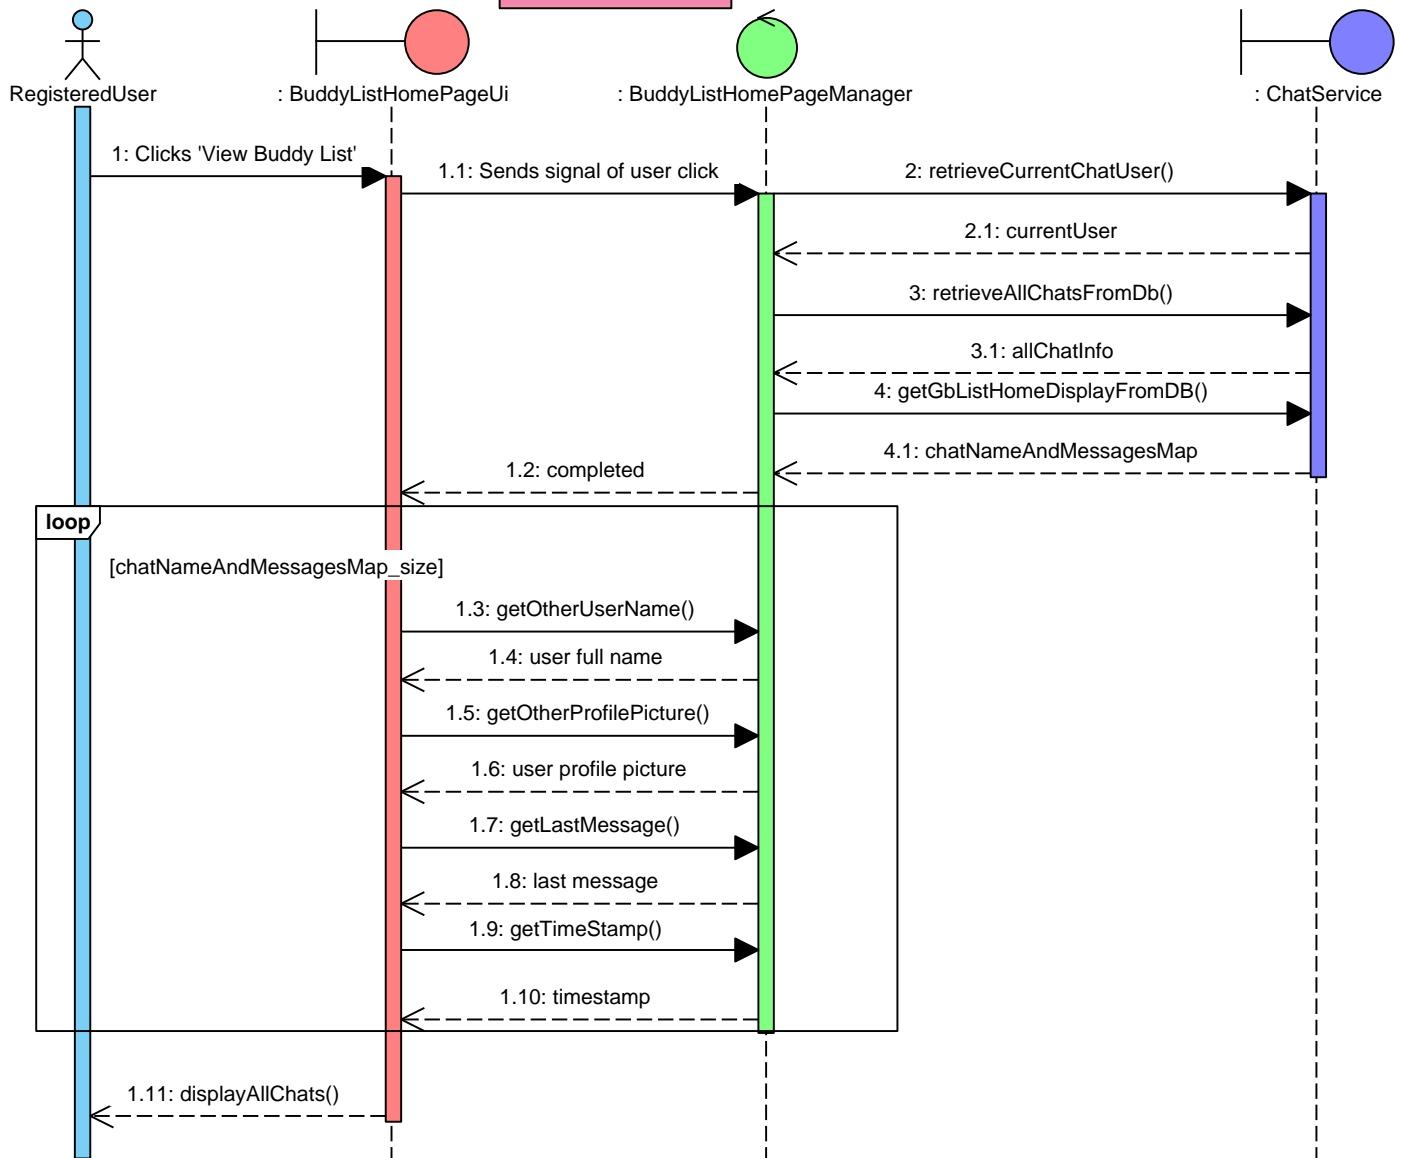 RegisteredUser
: BuddyListHomePageUi
: BuddyListHomePageManager
: ChatService
1: Clicks 'View Buddy List'
1.1: Sends signal of user click
2: retrieveCurrentChatUser()
2.1: currentUser
3: retrieveAllChatsFromDb()
3.1: allChatInfo
4: getGbListHomeDisplayFromDB()
4.1: chatNameAndMessagesMap
1.2: completed
loop
[chatNameAndMessagesMap_size]
1.3: getOtherUserName()
1.4: user full name
1.5: getOtherProfilePicture()
1.6: user profile picture
1.7: getLastMessage()
1.8: last message
1.9: getTimeStamp()
1.10: timestamp
1.11: displayAllChats()